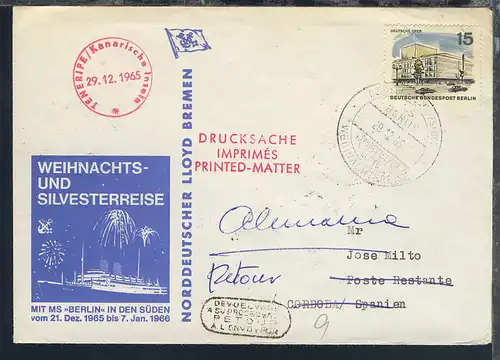 TENERIFE/Kanarische Inseln
29.12.1965
NORDDEUTSCHER LLOYD BREMEN
DEUTSCHE OPER
15
DEUTSCHE BUNDESPOST BERLIN
DRUCKSACHE
IMPRIMÉS
PRINTED-MATTER
WEIHNACHTS-
UND
SILVESTERREISE
MIT MS »BERLIN« IN DEN SÜDEN
vom 21. Dez. 1965 bis 7. Jan. 1966
Alemania
Mr
Jose Milto
Retour
Poste Restante
CORDOBA/ Spanien
RETOUR
A L'ENVOYEUR
9